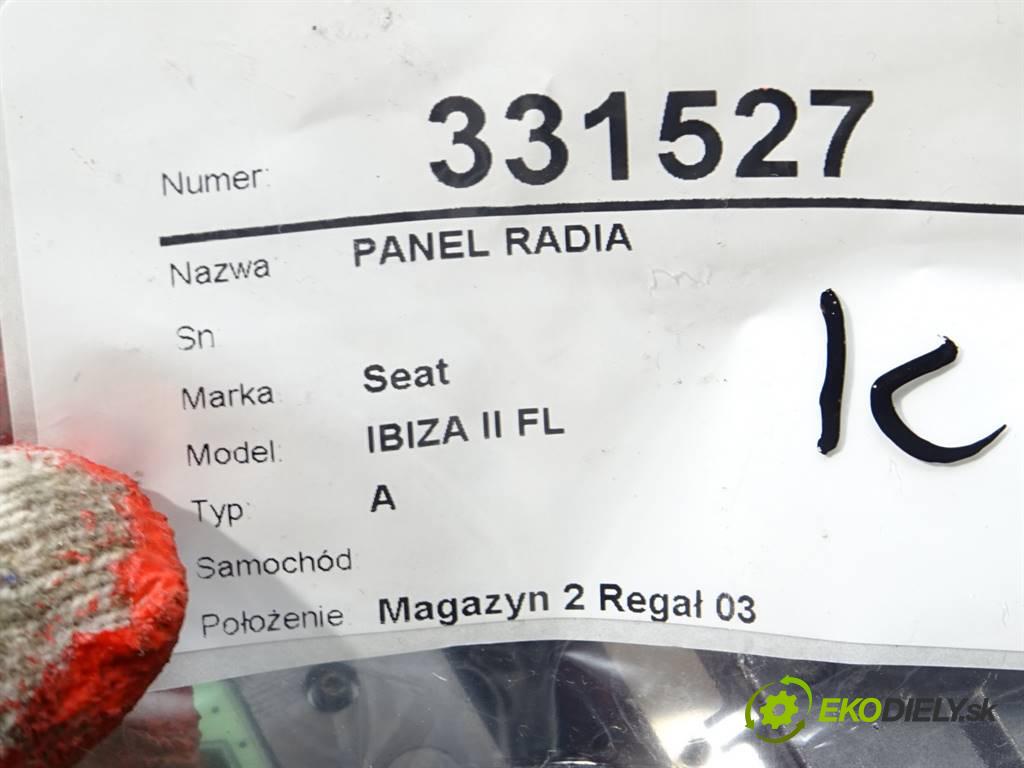 Numer: 331527
Nazwa PANEL RADIA
Sn
Marka Seat
Model: IBIZA II FL
Typ: A
Samochód
Położenie Magazyn 2 Regał 03
1c
EKODIELY.sk